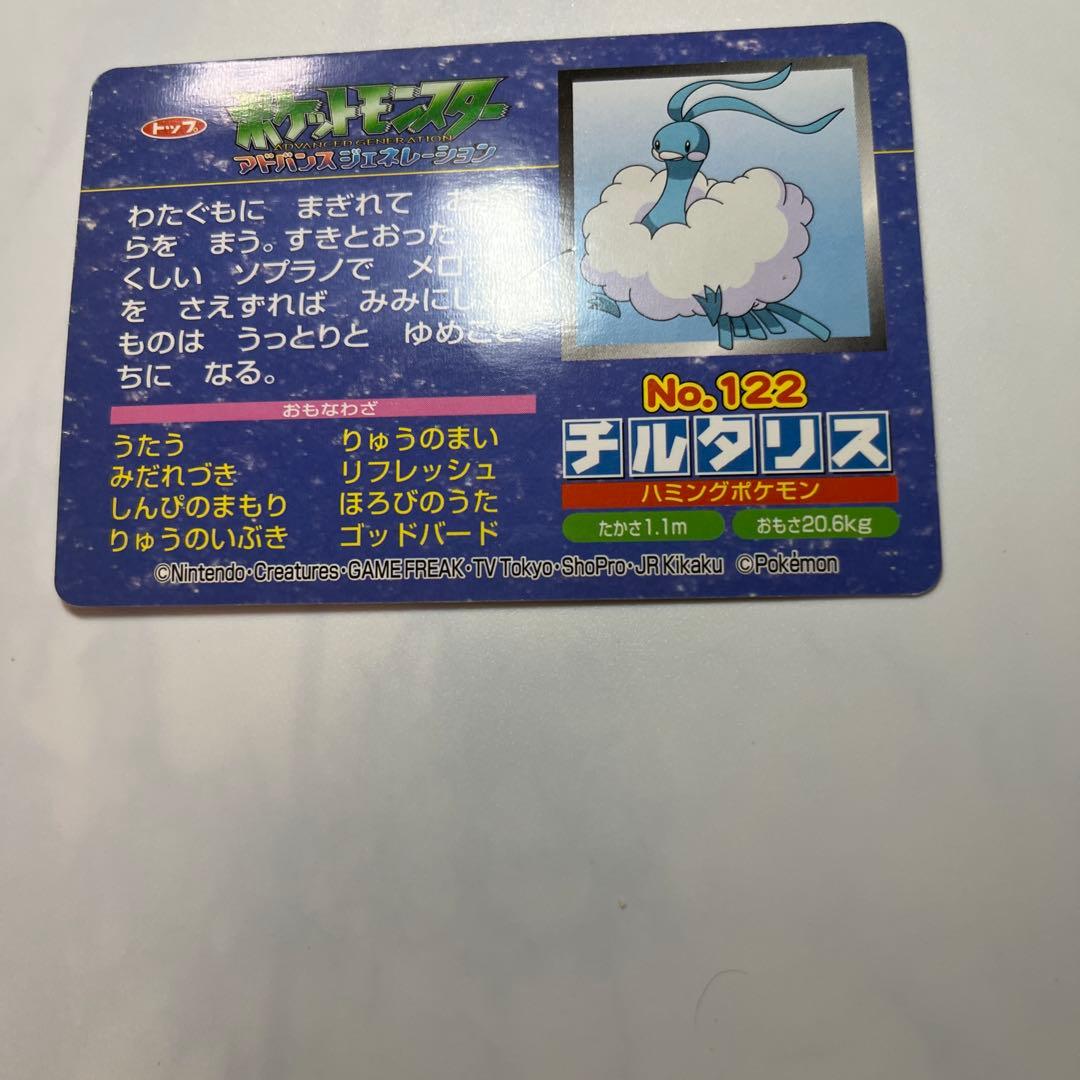 トップ
ポケットモンスター
ADVANCED GENERATION
アドバンスジェネレーション
わたぐもに まぎれて
らを まう。すきとおった
くしい ソプラノで メロ
を さえずれば みみにし
ものは うっとりと ゆめここ
ちに なる。
おもなわざ
うたう りゅうのまい
みだれづき リフレッシュ
しんぴのまもり ほろびのうた
りゅうのいぶき ゴッドバード
No.122
チルタリス
ハミングポケモン
たかさ1.1m おもさ20.6kg
©Nintendo・Creatures・GAME FREAK・TV Tokyo・ShoPro・JR Kikaku ©Pokémon